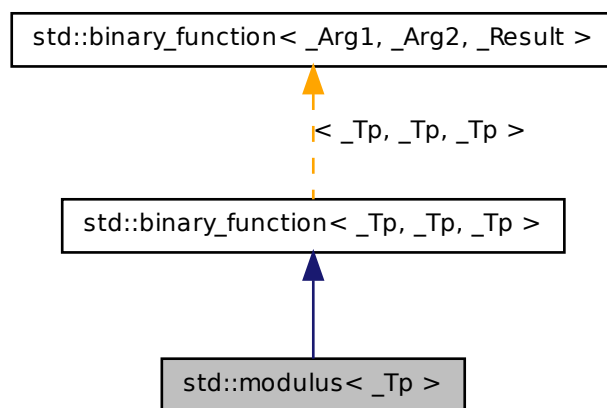 std::binary_function< _Arg1, _Arg2, _Result >
< _Tp, _Tp, _Tp >
std::binary_function< _Tp, _Tp, _Tp >
std::modulus< _Tp >